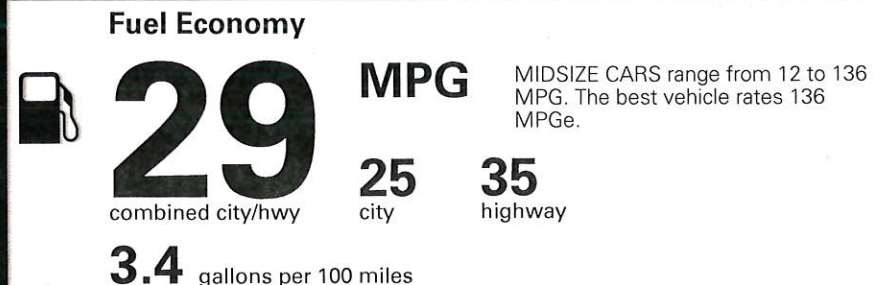 Fuel Economy
29
MPG
MIDSIZE CARS range from 12 to 136
MPG. The best vehicle rates 136
MPGe.
combined city/hwy
25
city
35
highway
3.4 gallons per 100 miles